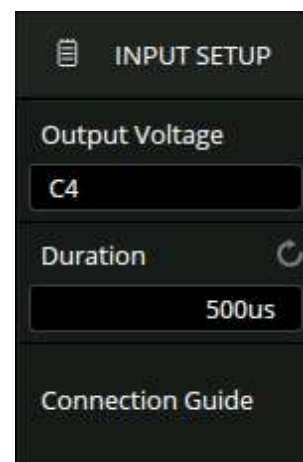 INPUT SETUP
Output Voltage
C4
Duration
500us
Connection Guide